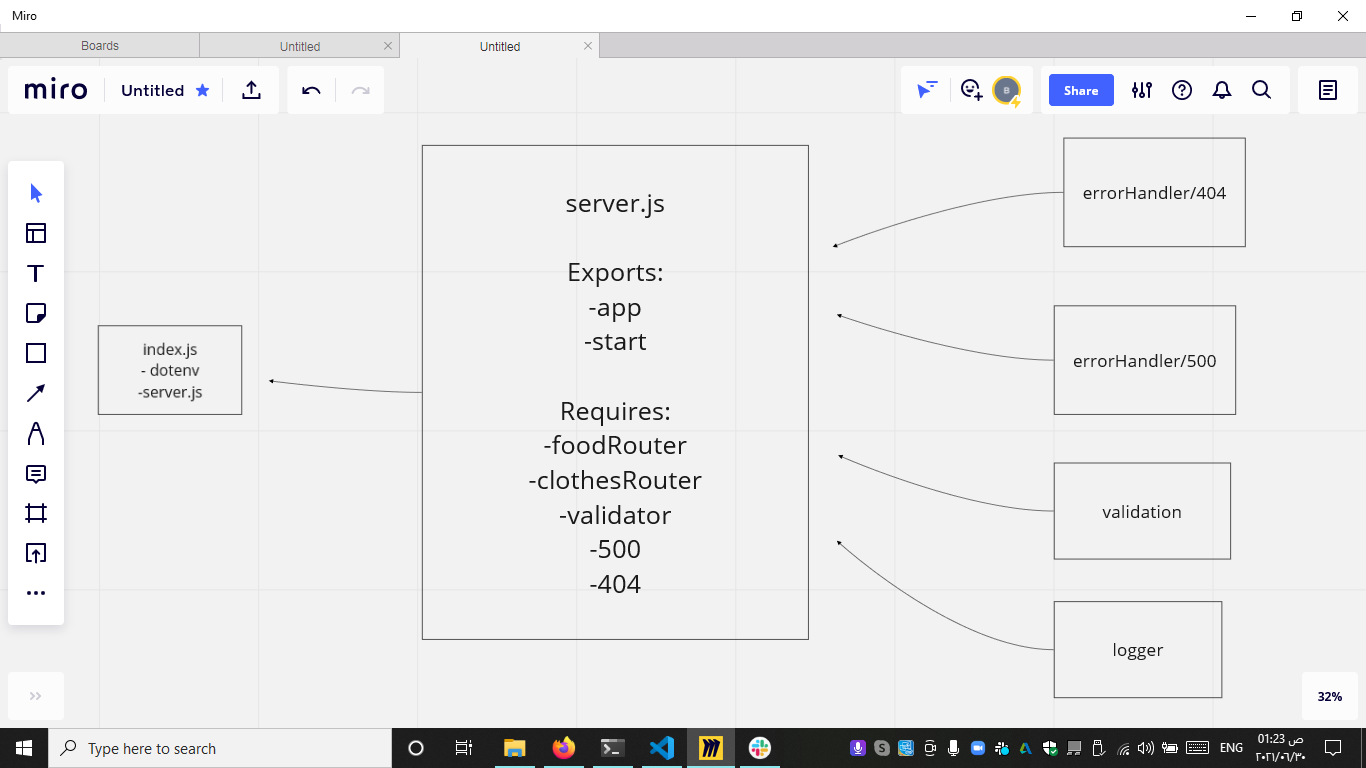 Miro
Boards
Untitled
Untitled
miro
Untitled
B
Share
server.js
Exports:
-app
-start
Requires:
-foodRouter
-clothesRouter
-validator
-500
-404
index.js
- dotenv
-server.js
errorHandler/404
errorHandler/500
validation
logger
32%
Type here to search
ENG
01:23 ص
٢٠٢١/٠٦/٣٠